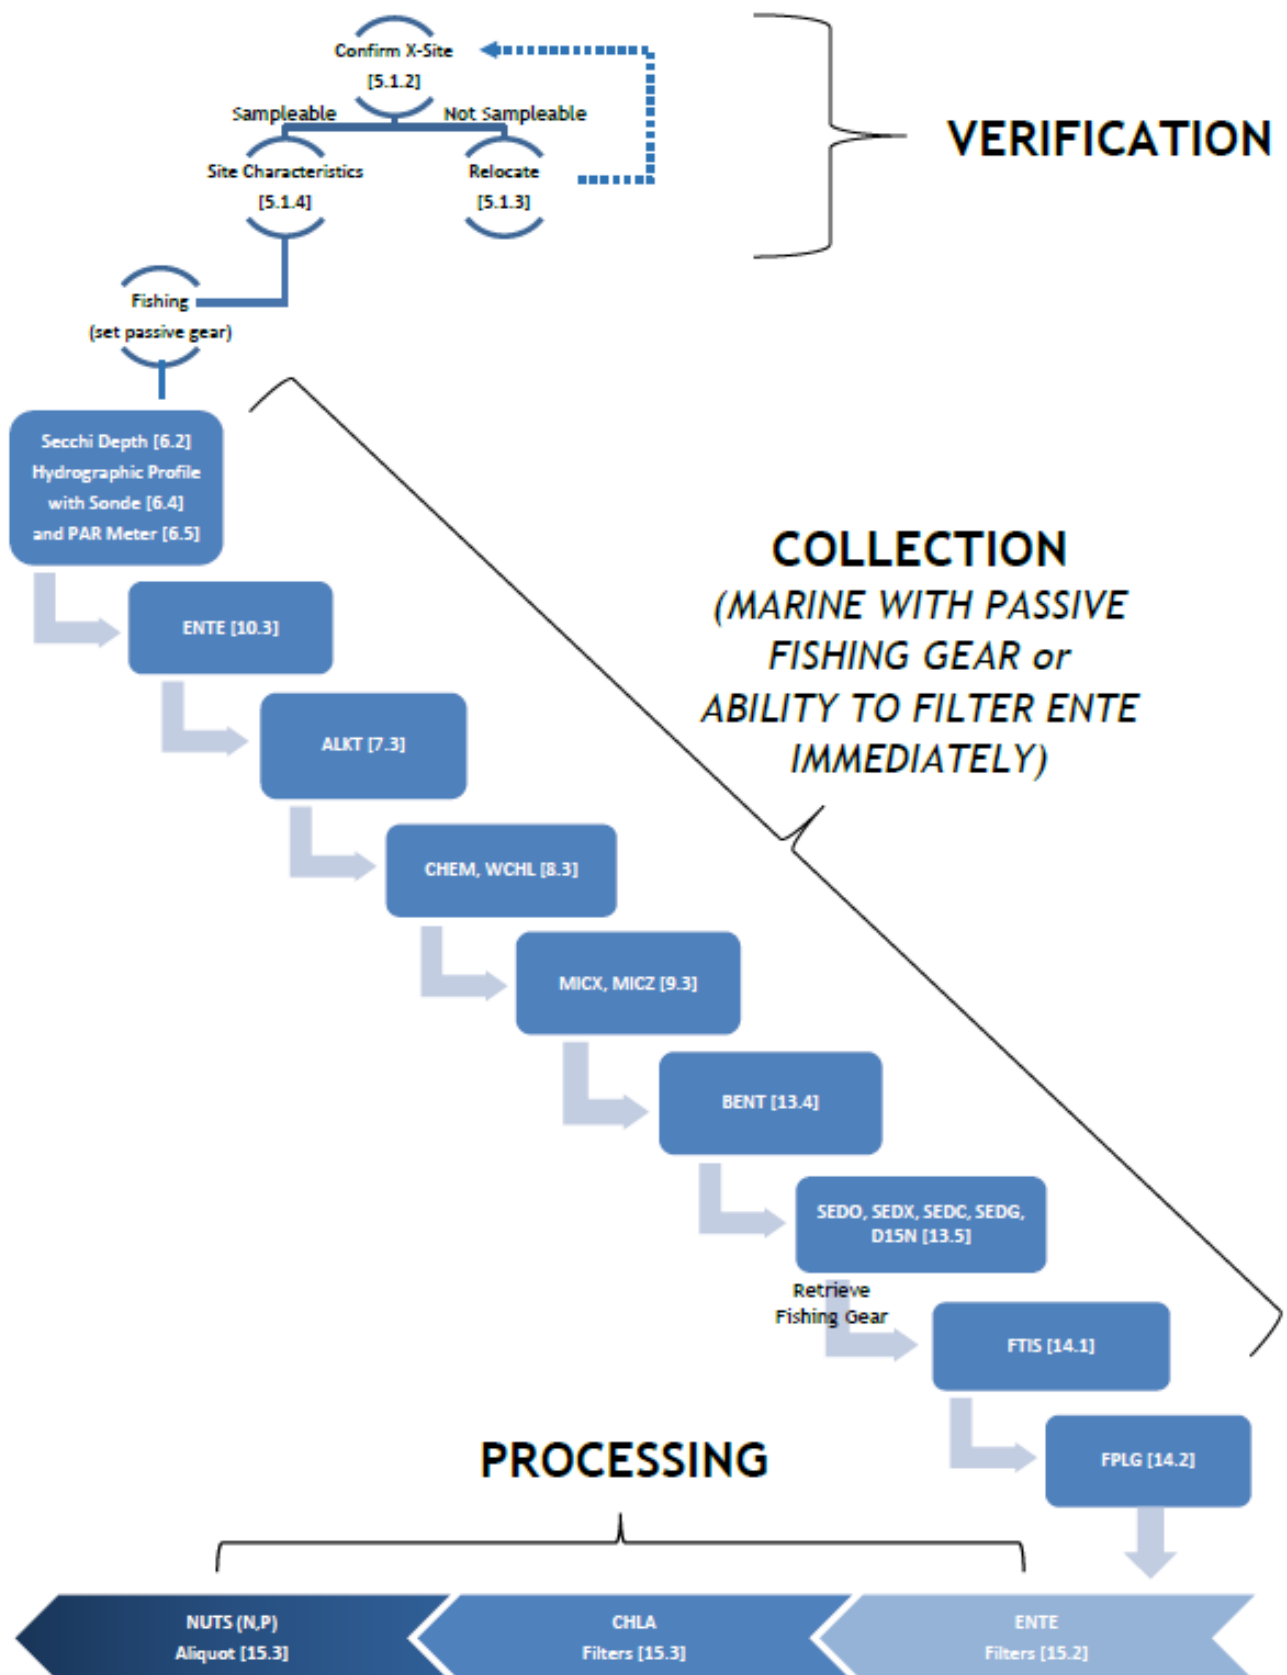 Confirm X-Site
[5.1.2]
Sampleable
Not Sampleable
Site Characteristics
[5.1.4]
Relocate
[5.1.3]
VERIFICATION
Fishing
(set passive gear)
Secchi Depth [6.2]
Hydrographic Profile
with Sonde [6.4]
and PAR Meter [6.5]
COLLECTION
(MARINE WITH PASSIVE
FISHING GEAR or
ABILITY TO FILTER ENTE
IMMEDIATELY)
ENTE [10.3]
ALKT [7.3]
CHEM, WCHL [8.3]
MICX, MICZ [9.3]
BENT [13.4]
SEDO, SEDX, SEDC, SEDG,
D15N [13.5]
Retrieve
Fishing Gear
FTIS [14.1]
FPLG [14.2]
PROCESSING
NUTS (N,P)
Aliquot [15.3]
CHLA
Filters [15.3]
ENTE
Filters [15.2]